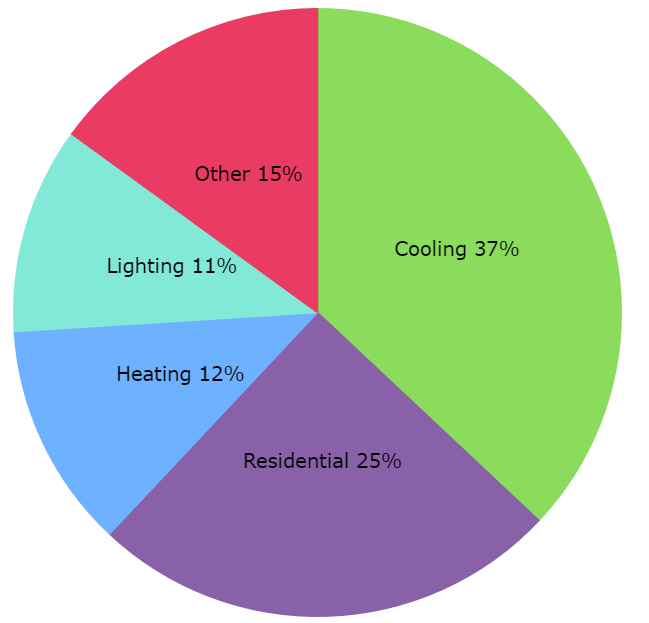 Other 15%
Cooling 37%
Lighting 11%
Heating 12%
Residential 25%